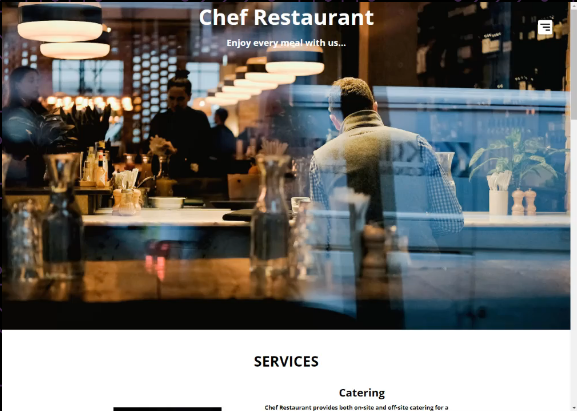 Chef Restaurant
Enjoy every meal with us...
SERVICES
Catering
Chef Restaurant provides both on-site and off-site catering for a